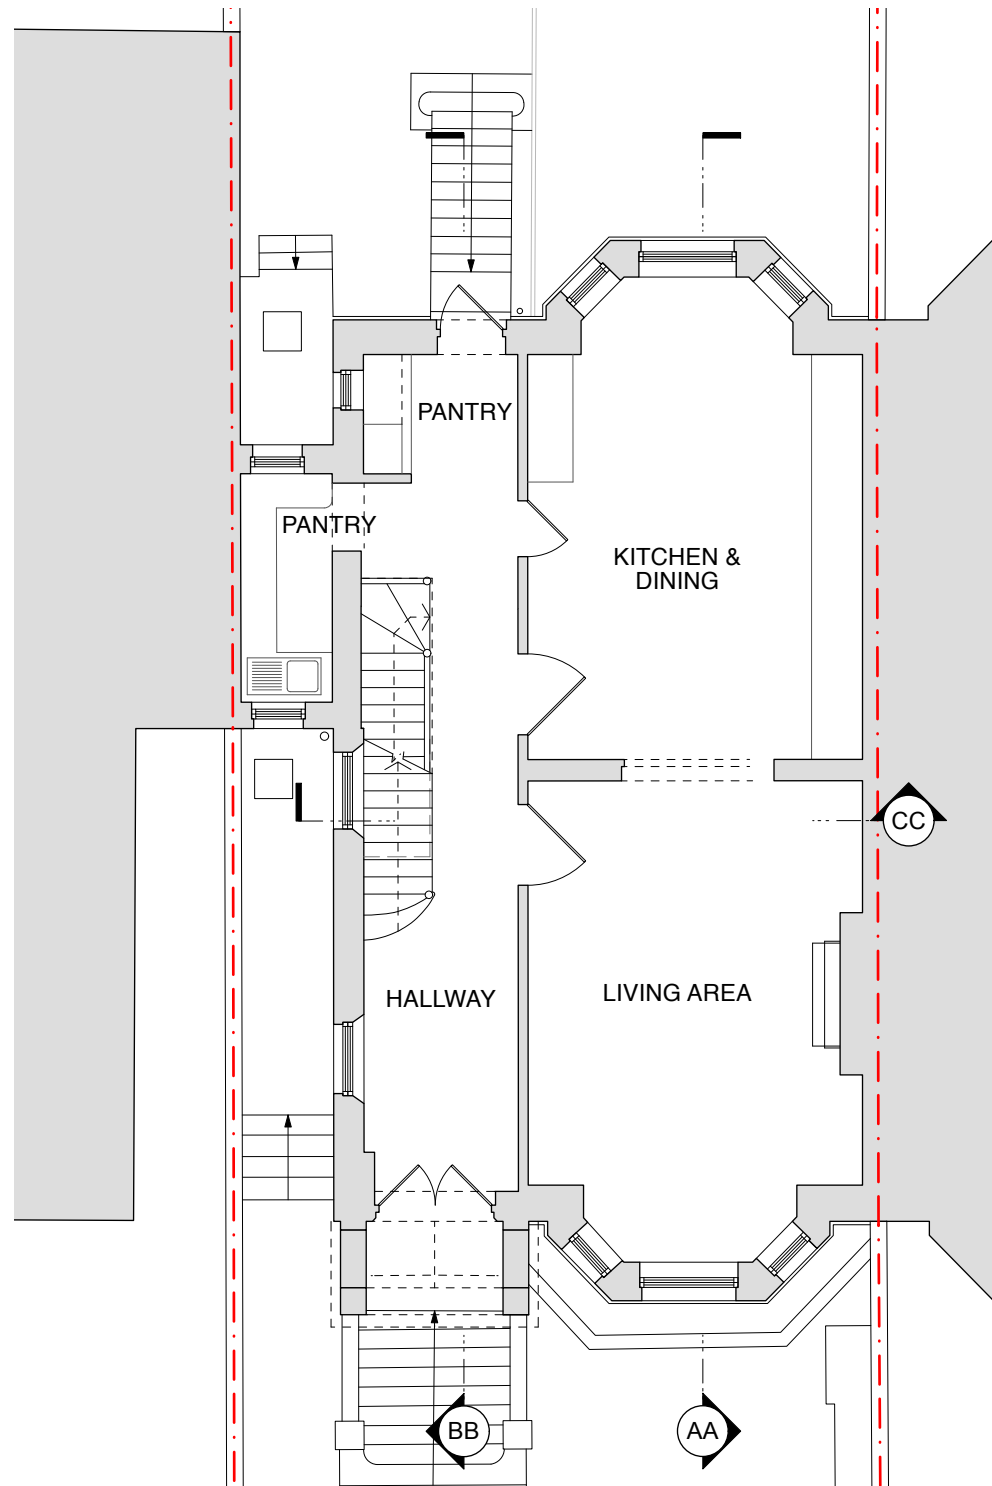 PANTRY
PANTRY
KITCHEN &
DINING
CC
HALLWAY
LIVING AREA
BB
AA